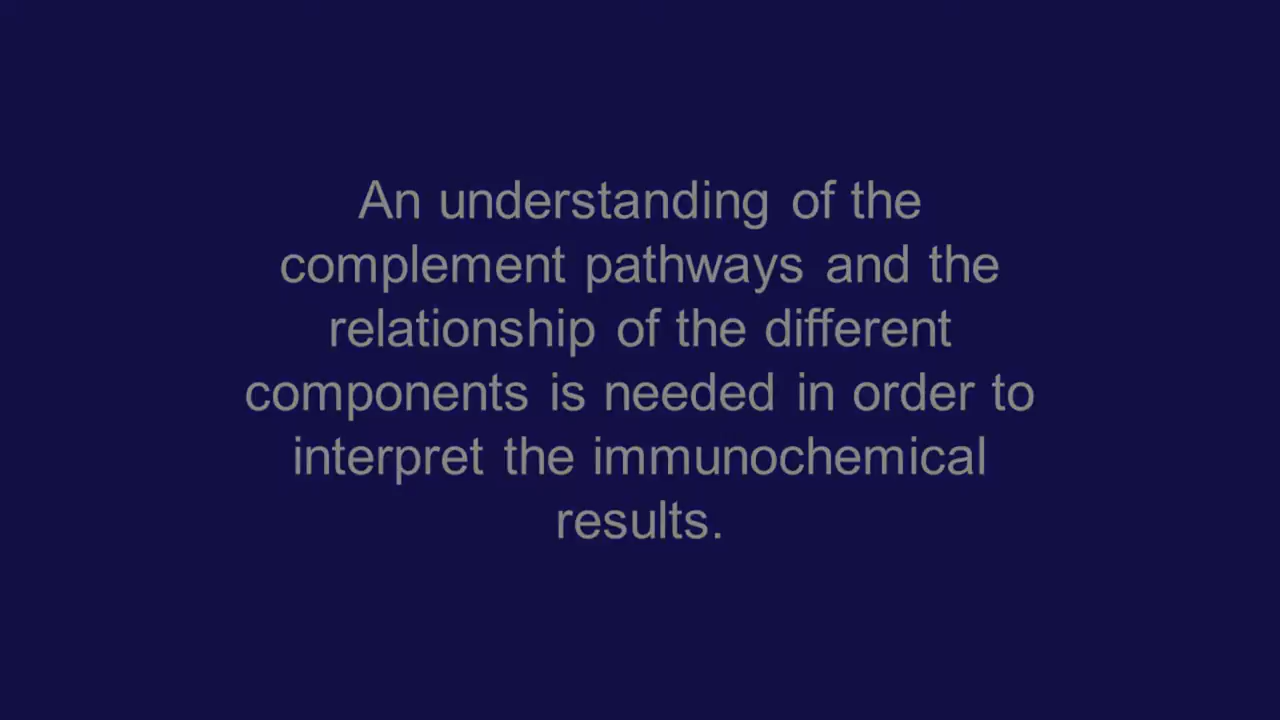 An understanding of the
complement pathways and the
relationship of the different
components is needed in order to
interpret the immunochemical
results.